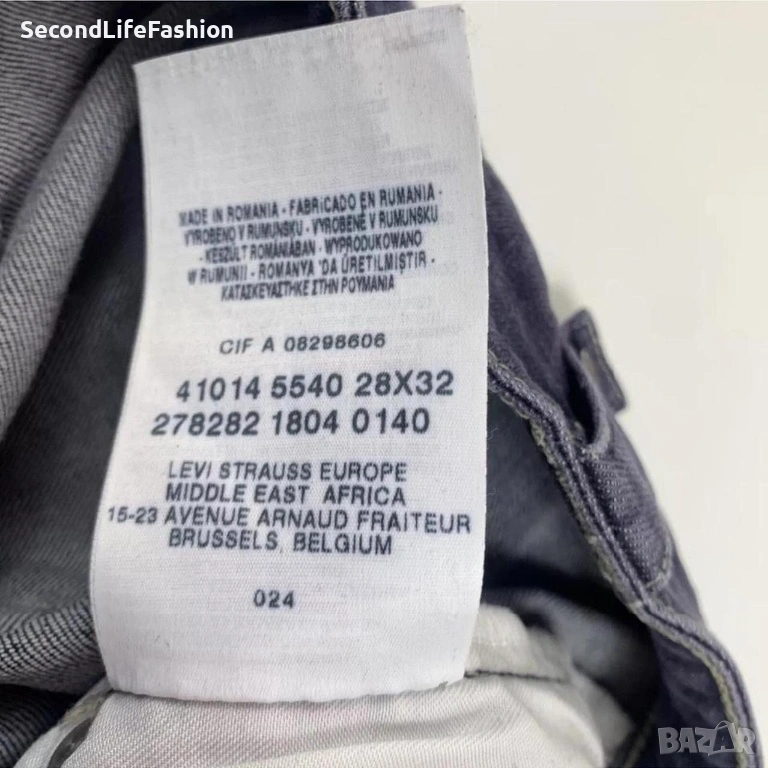 SecondLifeFashion
MADE IN ROMANIA - FABRICADO EN RUMANIA -
VYROBENO V RUMUNSKU - VYROBENÉ V RUMUNSKU
- KESZULT ROMÁNIÁBAN - WYPRODUKOWANO
W RUMUNII - ROMANYA 'DA ÜRETILMIŞTIR -
ΚΑΤΑΣΚΕΥΑΣΤΗΚΕ ΣΤΗΝ ΡΟΥΜΑΝΙΑ
CIF A 08298606
41014 5540 28X32
278282 1804 0140
LEVI STRAUSS EUROPE
MIDDLE EAST AFRICA
15-23 AVENUE ARNAUD FRAITEUR
BRUSSELS, BELGIUM
024
BAZAR